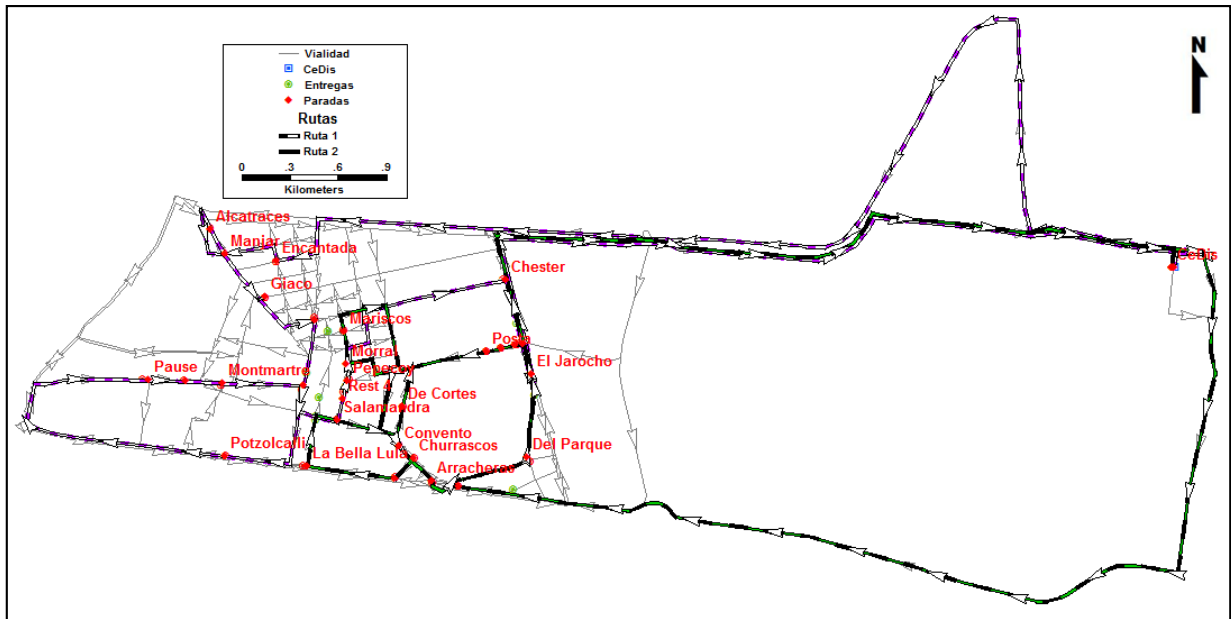 N
Vialidad
CeDis
Entregas
Paradas
Rutas
Ruta 1
Ruta 2
0 .3 .6 .9
Kilometers
Alcatraces
Manjar
Encantada
CeDis
Chester
Giaco
Mariscos
Posta
Morral
El Jarocho
Pause
Montmartre
Rest 4
De Cortes
Salamandra
Convento
Churrascos
Del Parque
Potzolcalli
La Bella Lula
Arracheras